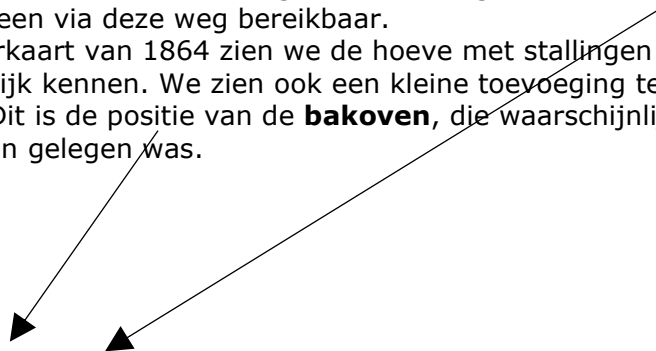 een via deze weg bereikbaar.
rkaart van 1864 zien we de hoeve met stallingen
ijk kennen. We zien ook een kleine toevoeging te
Dit is de positie van de bakoven, die waarschijnlij
n gelegen was.